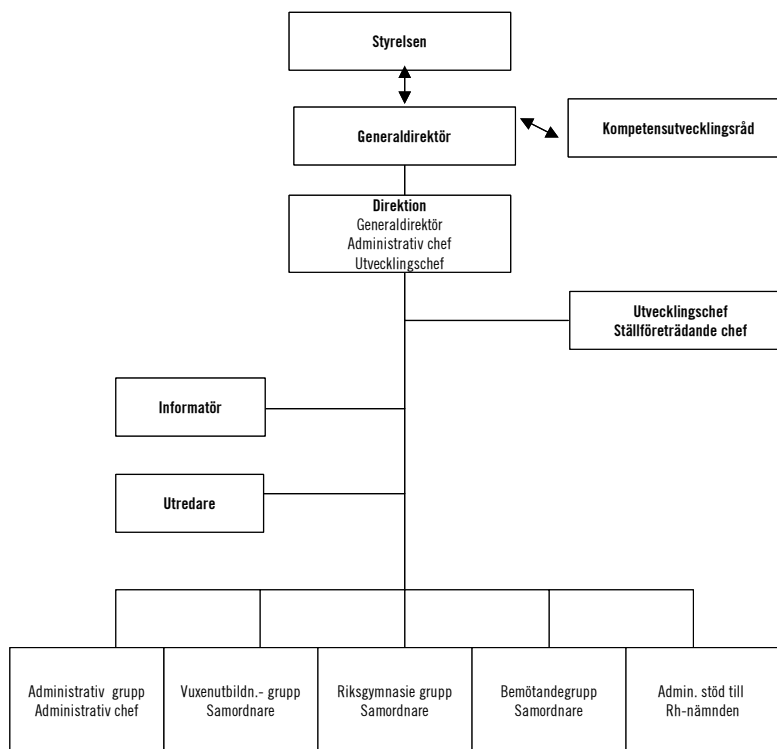 Styrelsen
Generaldirektör
Kompetensutvecklingsråd
Direktion
Generaldirektör
Administrativ chef
Utvecklingschef
Utvecklingschef
Ställföreträdande chef
Informatör
Utredare
Administrativ grupp
Administrativ chef
Vuxenutbildn.- grupp
Samordnare
Riksgymnasie grupp
Samordnare
Bemötandegrupp
Samordnare
Admin. stöd till
Rh-nämnden